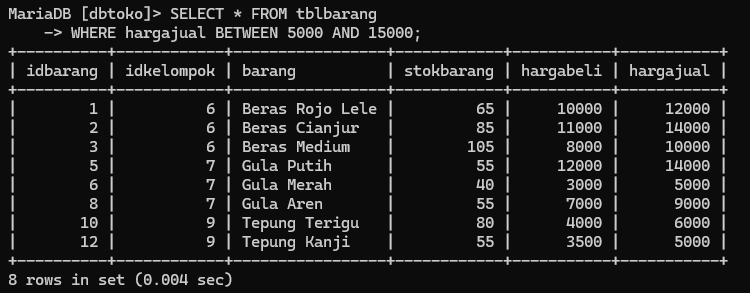 MariaDB [dbtoko]> SELECT * FROM tblbarang
    -> WHERE hargajual BETWEEN 5000 AND 15000;
+----------+------------+-----------------+------------+-----------+-----------+
| idbarang | idkelompok | barang          | stokbarang | hargabeli | hargajual |
+----------+------------+-----------------+------------+-----------+-----------+
|        1 |          6 | Beras Rojo Lele |         65 |     10000 |     12000 |
|        2 |          6 | Beras Cianjur   |         85 |     11000 |     14000 |
|        3 |          6 | Beras Medium    |        105 |      8000 |     10000 |
|        5 |          7 | Gula Putih      |         55 |     12000 |     14000 |
|        6 |          7 | Gula Merah      |         40 |      3000 |      5000 |
|        8 |          7 | Gula Aren       |         55 |      7000 |      9000 |
|       10 |          9 | Tepung Terigu   |         80 |      4000 |      6000 |
|       12 |          9 | Tepung Kanji    |         55 |      3500 |      5000 |
+----------+------------+-----------------+------------+-----------+-----------+
8 rows in set (0.004 sec)